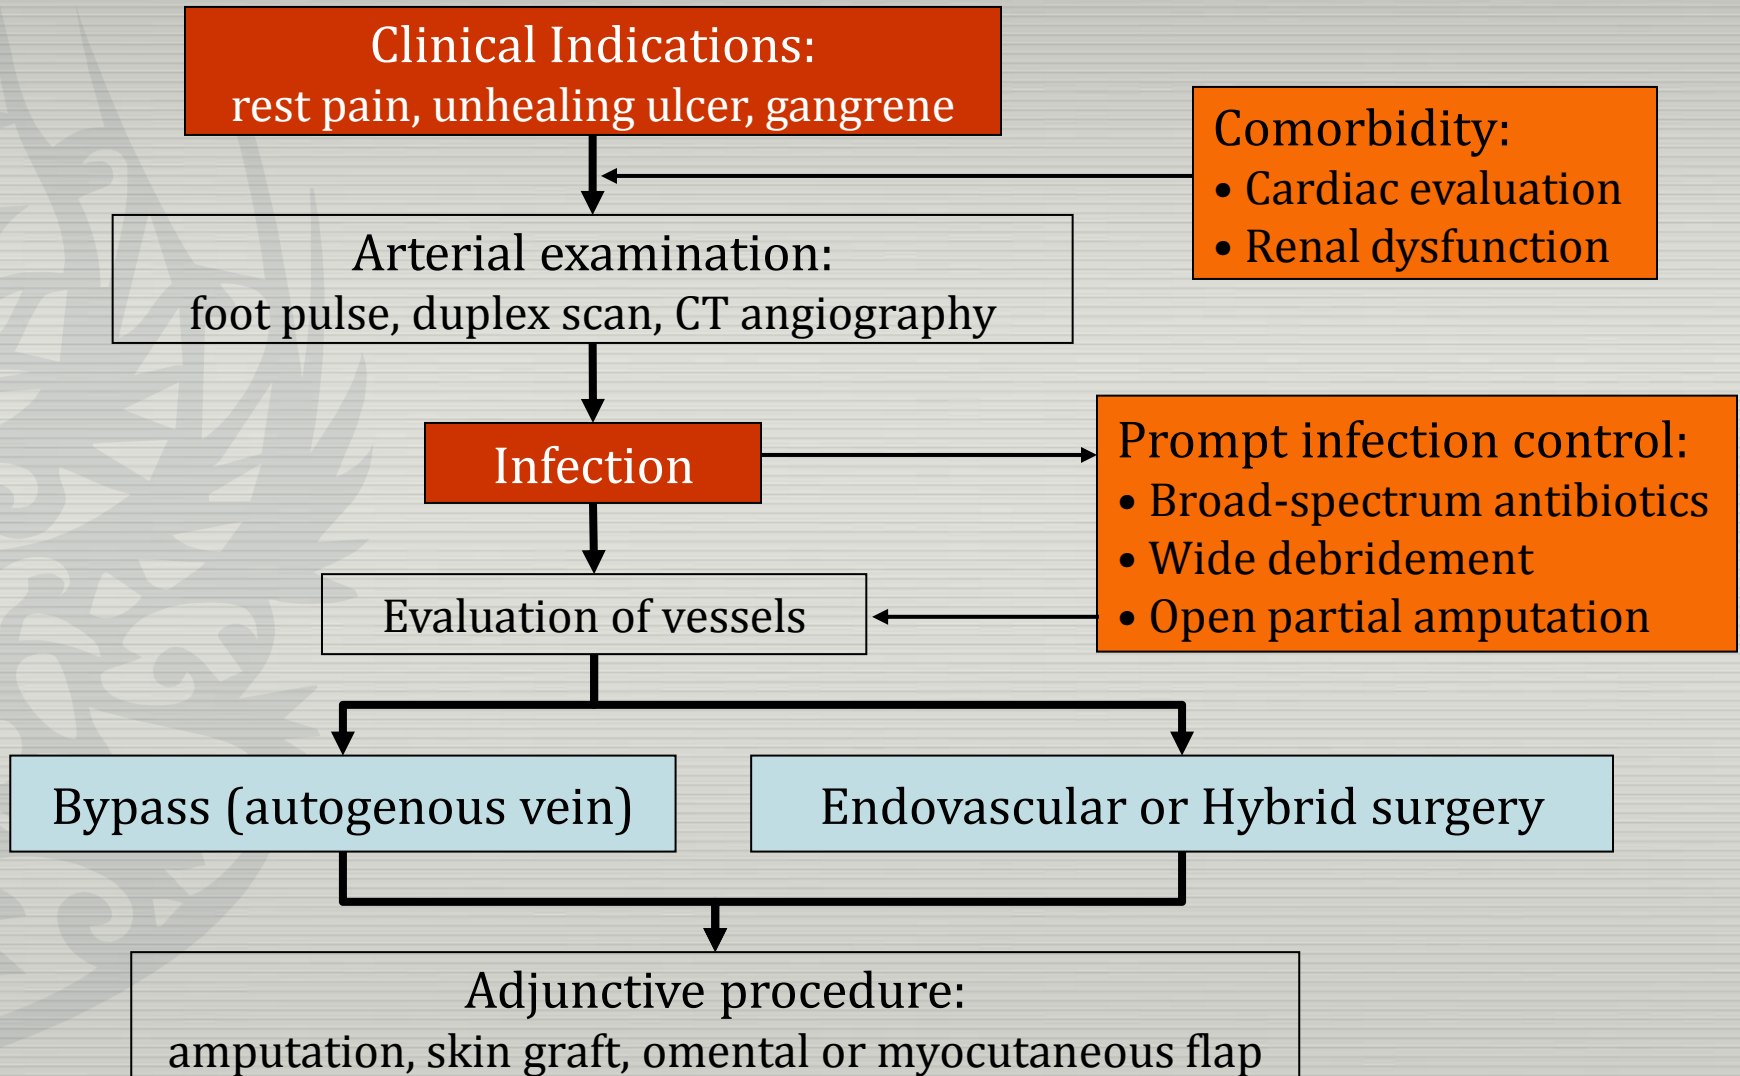 Clinical Indications:
rest pain, unhealing ulcer, gangrene
Comorbidity:
• Cardiac evaluation
• Renal dysfunction
Arterial examination:
foot pulse, duplex scan, CT angiography
Infection
Prompt infection control:
• Broad-spectrum antibiotics
• Wide debridement
• Open partial amputation
Evaluation of vessels
Bypass (autogenous vein)
Endovascular or Hybrid surgery
Adjunctive procedure:
amputation, skin graft, omental or myocutaneous flap